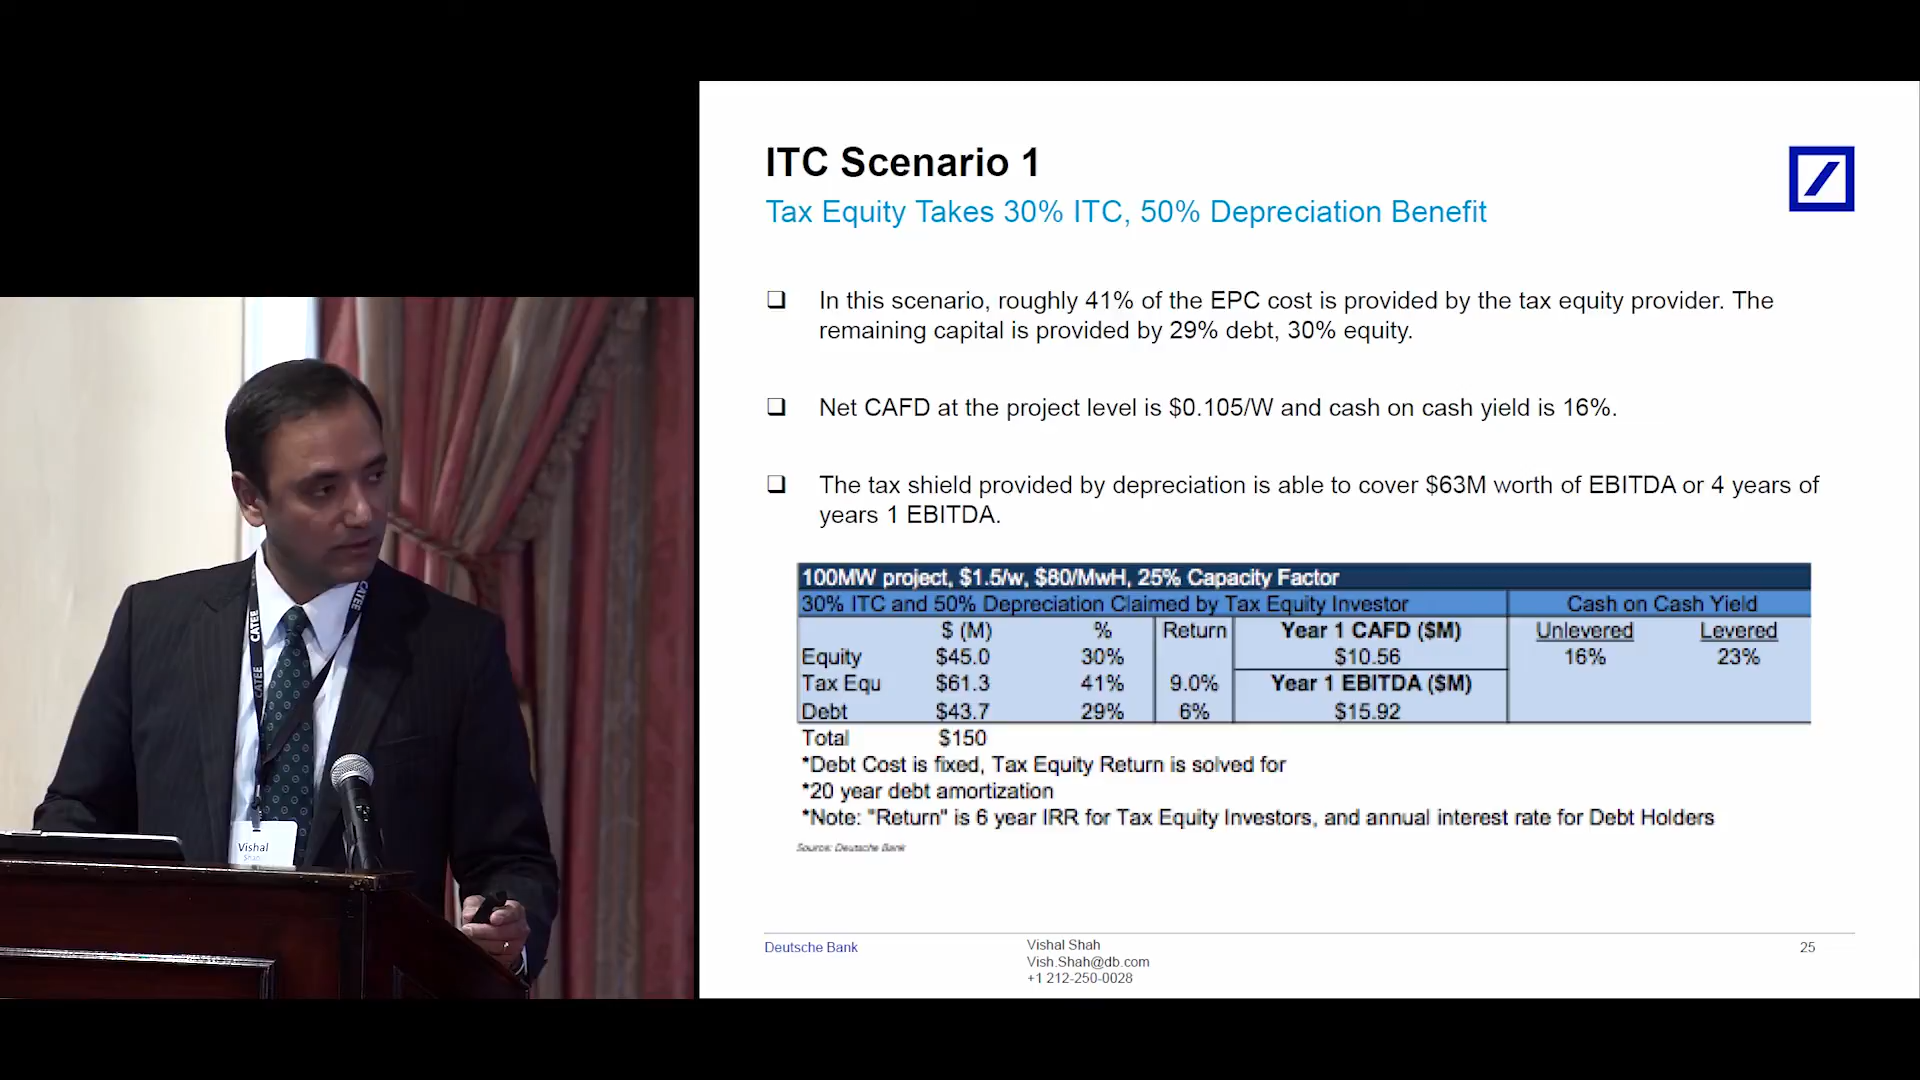 ITC Scenario 1
Tax Equity Takes 30% ITC, 50% Depreciation Benefit
❑ In this scenario, roughly 41% of the EPC cost is provided by the tax equity provider. The
remaining capital is provided by 29% debt, 30% equity.
❑ Net CAFD at the project level is $0.105/W and cash on cash yield is 16%.
❑ The tax shield provided by depreciation is able to cover $63M worth of EBITDA or 4 years of
years 1 EBITDA.
100MW project, $1.5/w, $80/MwH, 25% Capacity Factor
30% ITC and 50% Depreciation Claimed by Tax Equity Investor Cash on Cash Yield
$ (M) % Return Year 1 CAFD ($M) Unlevered Levered
Equity $45.0 30% $10.56 16% 23%
Tax Equ $61.3 41% 9.0% Year 1 EBITDA ($M)
Debt $43.7 29% 6% $15.92
Total $150
*Debt Cost is fixed, Tax Equity Return is solved for
*20 year debt amortization
*Note: "Return" is 6 year IRR for Tax Equity Investors, and annual interest rate for Debt Holders
Source: Deutsche Bank
Deutsche Bank
Vishal Shah
Vish.Shah@db.com
+1 212-250-0028
25
CATEE
CATEE
CATEE
Vishal
Shah